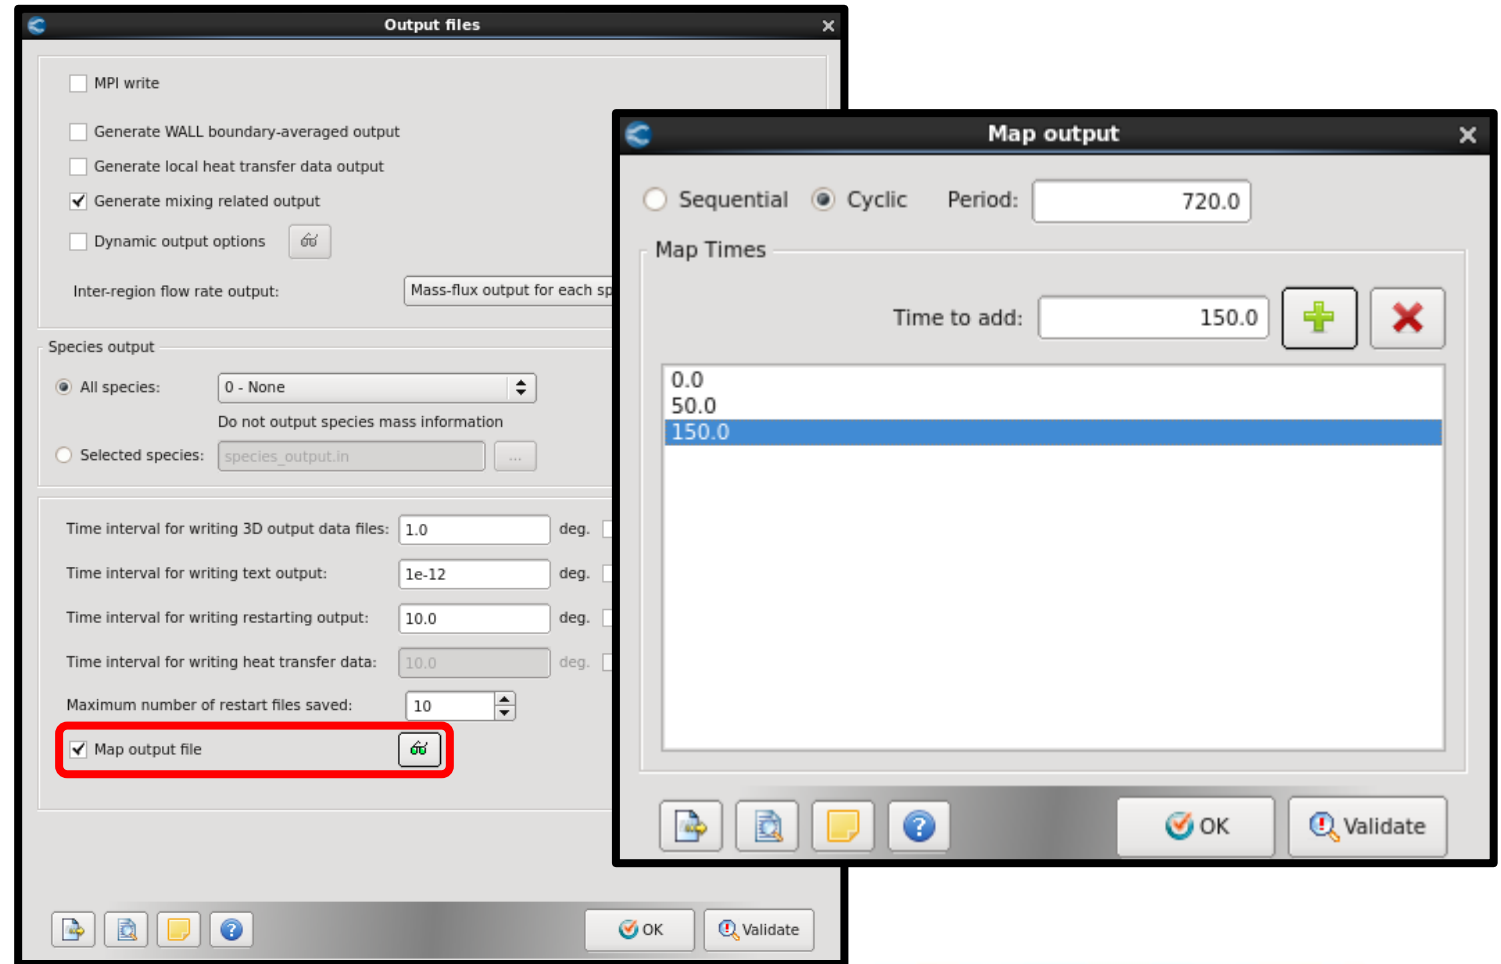 Output files
MPI write
Generate WALL boundary-averaged output
Generate local heat transfer data output
Generate mixing related output
Dynamic output options
Inter-region flow rate output: Mass-flux output for each sp
Species output
All species: 0 - None
Do not output species mass information
Selected species: species_output.in ...
Time interval for writing 3D output data files: 1.0 deg.
Time interval for writing text output: 1e-12 deg.
Time interval for writing restarting output: 10.0 deg.
Time interval for writing heat transfer data: 10.0 deg.
Maximum number of restart files saved: 10
Map output file
OK Validate
Map output
Sequential Cyclic Period: 720.0
Map Times
Time to add: 150.0
0.0
50.0
150.0
OK Validate